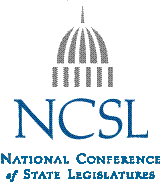 NCSL
NATIONAL CONFERENCE
of STATE LEGISLATURES